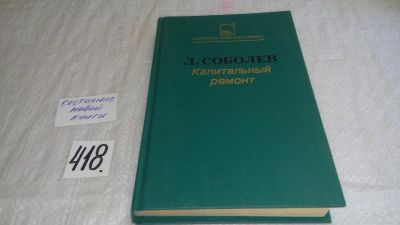 Л. СОБОЛЕВ
Капитальный
ремонт
состояние
новой
книги
418.